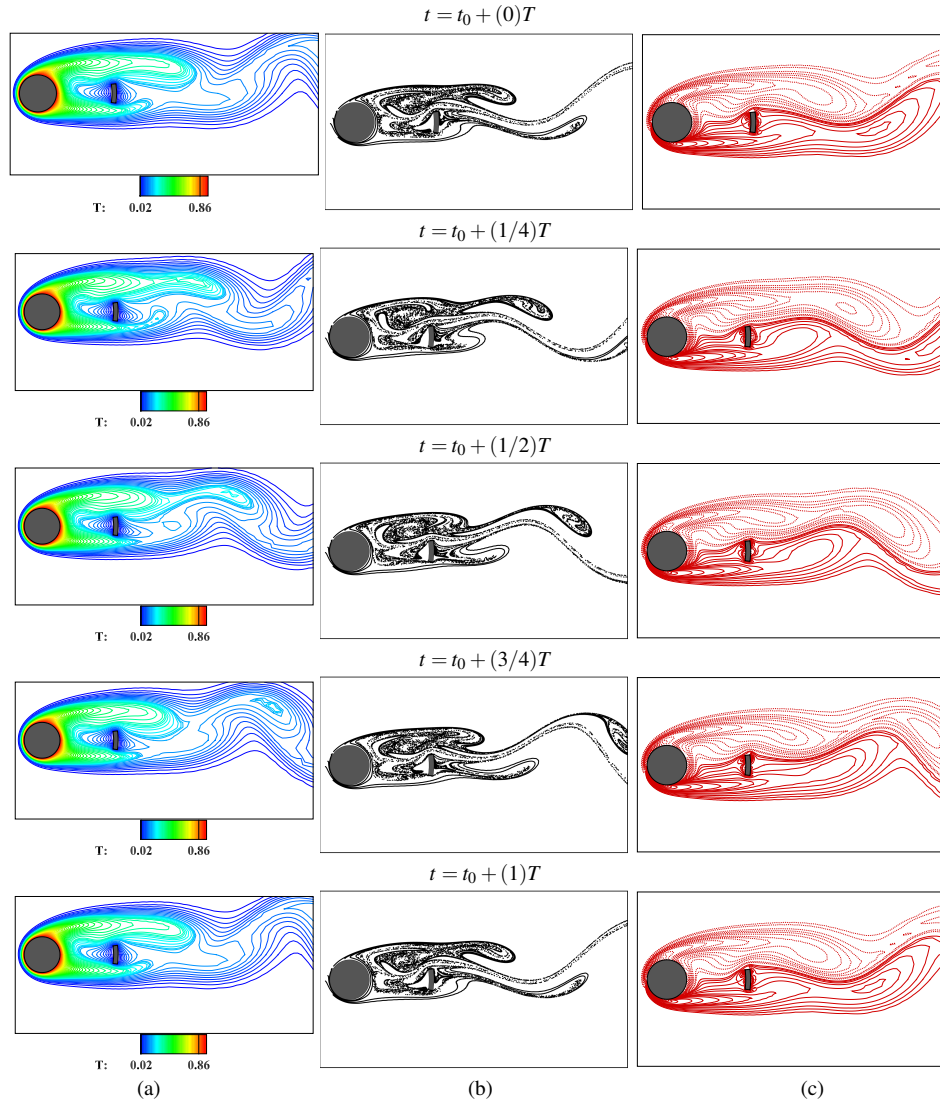 t = t₀ + (0)T
T: 0.02 0.86
t = t₀ + (1/4)T
T: 0.02 0.86
t = t₀ + (1/2)T
T: 0.02 0.86
t = t₀ + (3/4)T
T: 0.02 0.86
t = t₀ + (1)T
T: 0.02 0.86
(a) (b) (c)